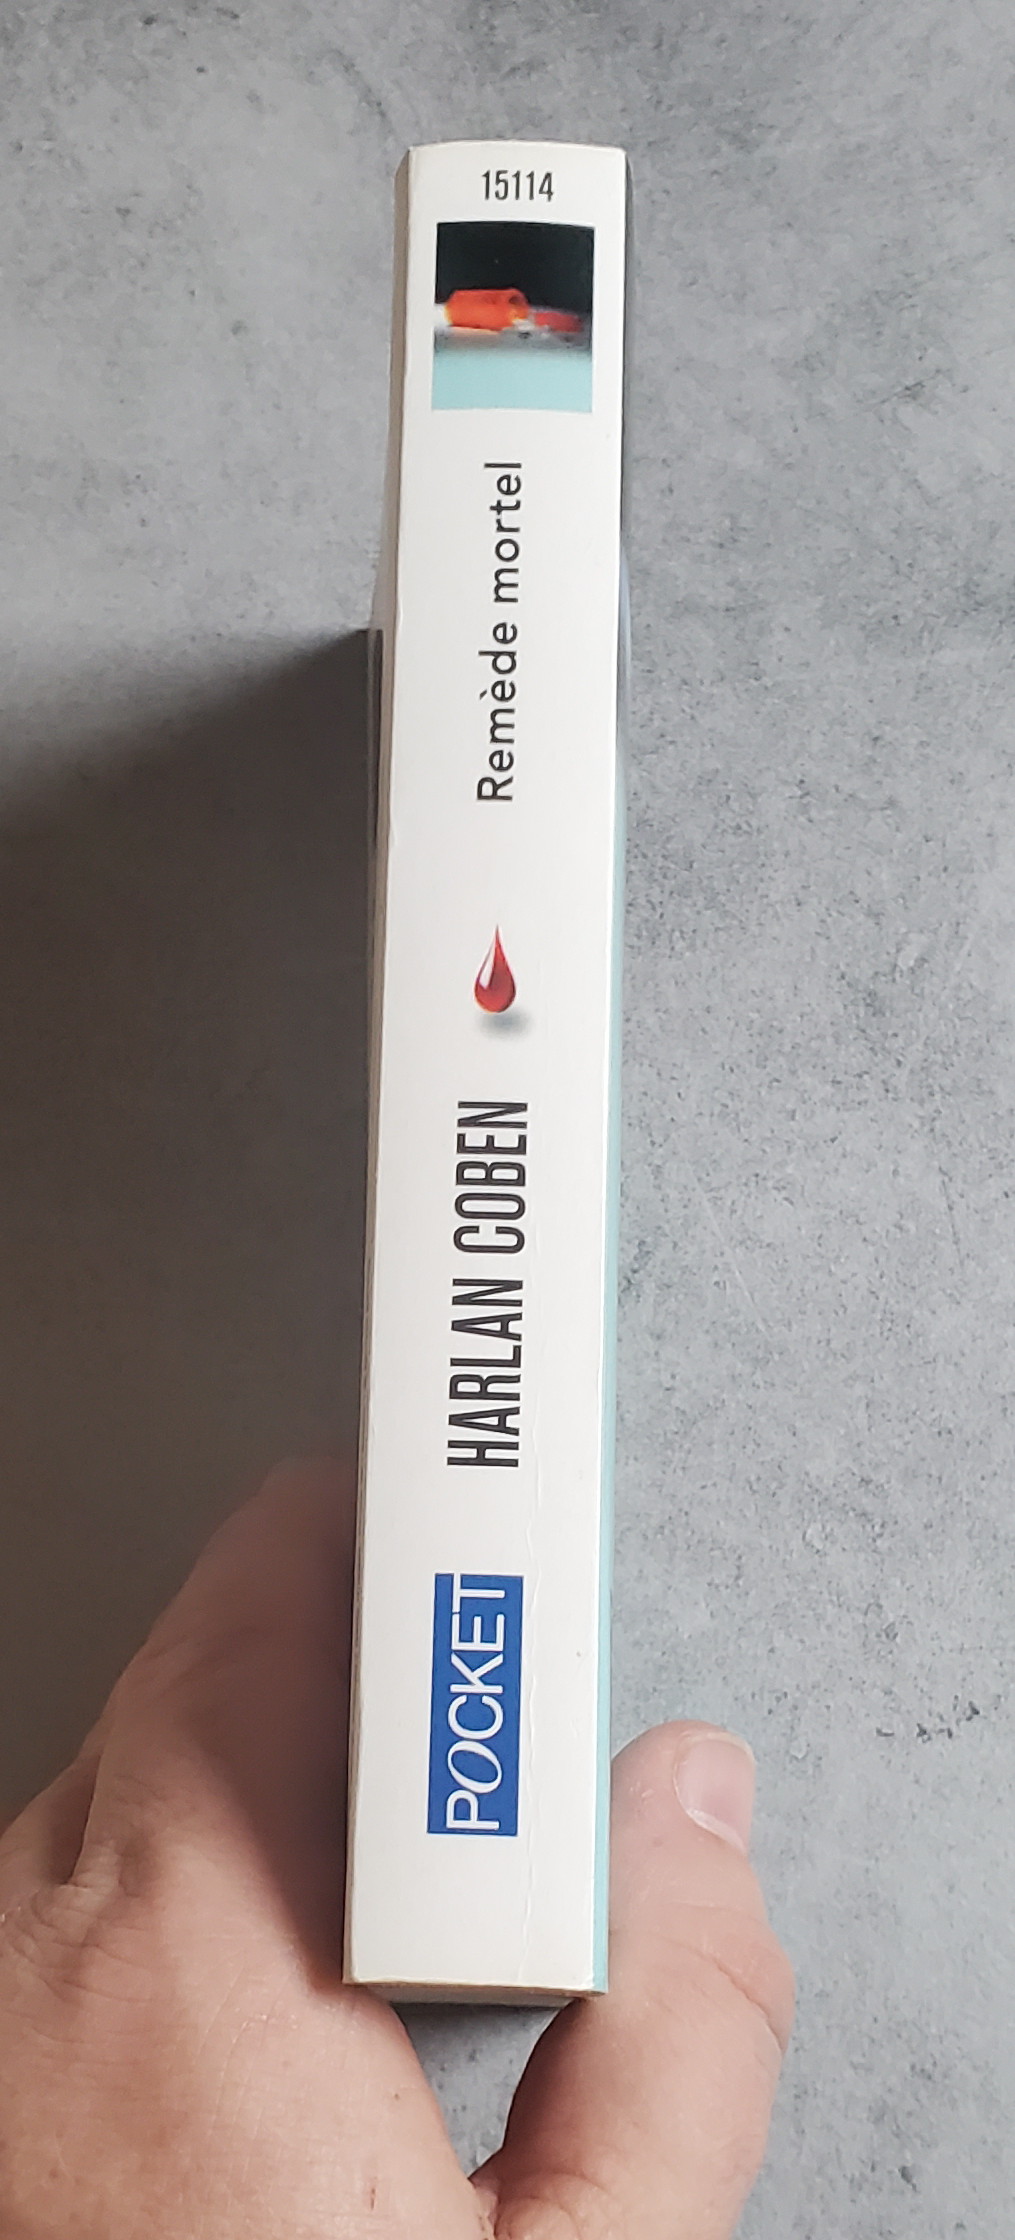 15114
Remède mortel
HARLAN COBEN
POCKET